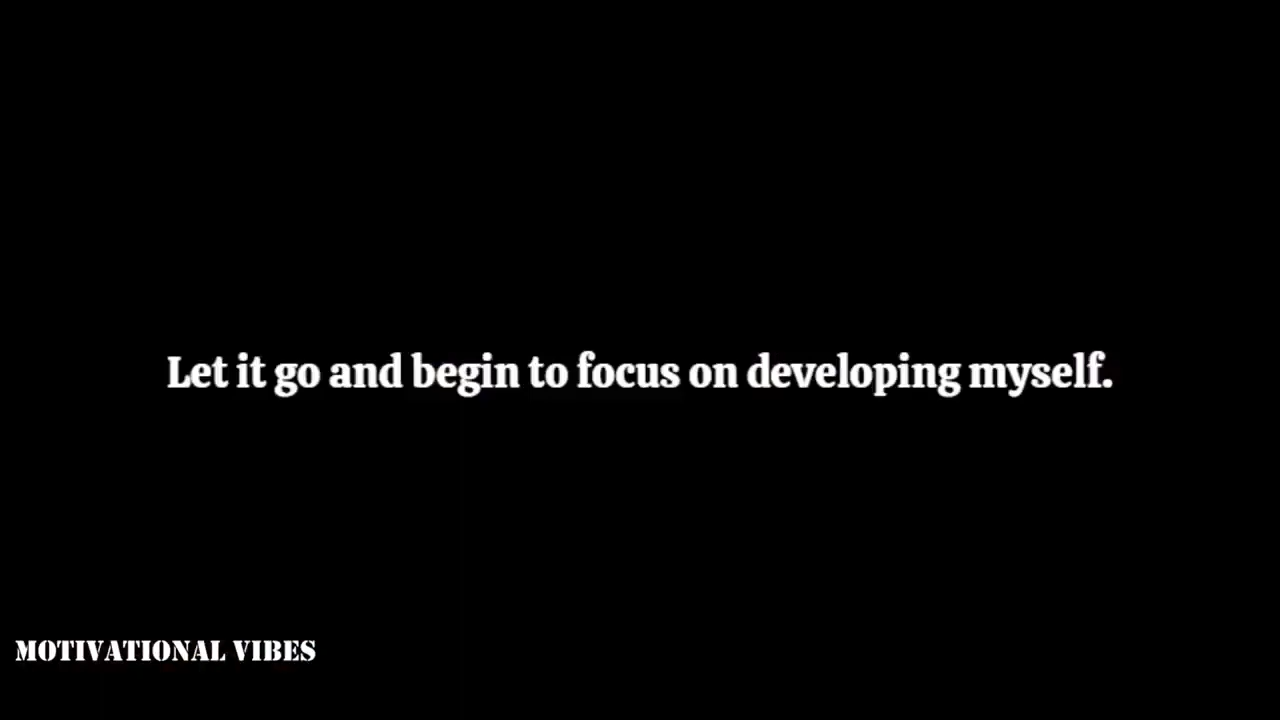 Let it go and begin to focus on developing myself.
MOTIVATIONAL VIBES